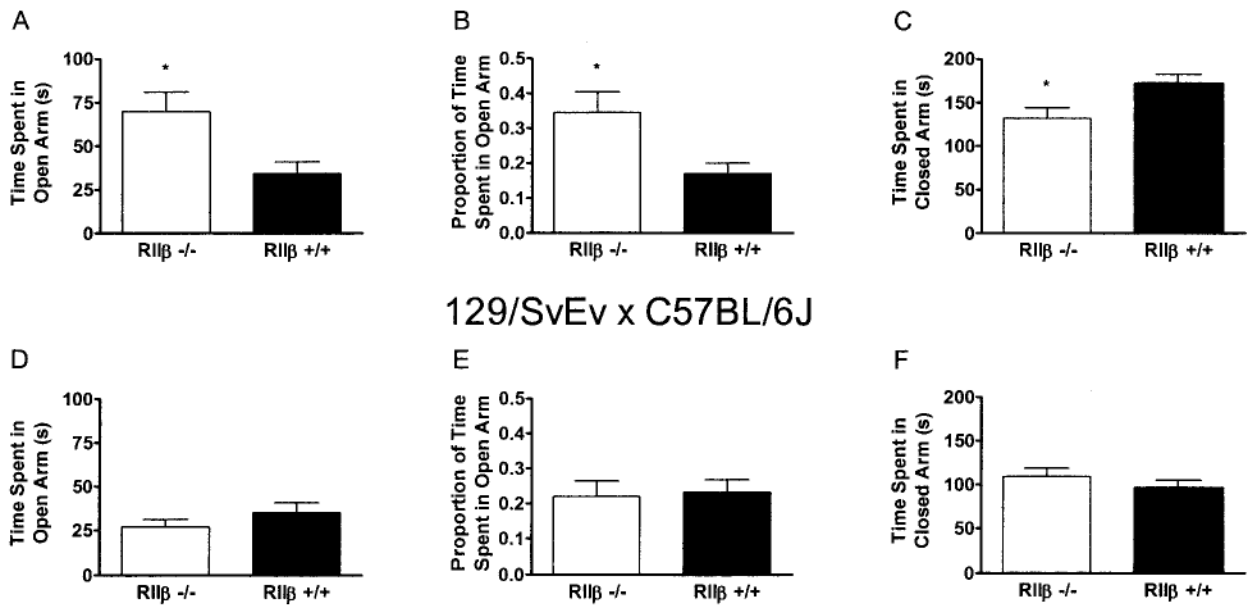 A
Time Spent in
Open Arm (s)
100
75
50
25
0
*
RIIβ -/-
RIIβ +/+
B
Proportion of Time
Spent in Open Arm
0.5
0.4
0.3
0.2
0.1
0.0
*
RIIβ -/-
RIIβ +/+
C
Time Spent in
Closed Arm (s)
200
150
100
50
0
*
RIIβ -/-
RIIβ +/+
129/SvEv x C57BL/6J
D
Time Spent in
Open Arm (s)
100
75
50
25
0
RIIβ -/-
RIIβ +/+
E
Proportion of Time
Spent in Open Arm
0.5
0.4
0.3
0.2
0.1
0.0
RIIβ -/-
RIIβ +/+
F
Time Spent in
Closed Arm (s)
200
150
100
50
0
RIIβ -/-
RIIβ +/+